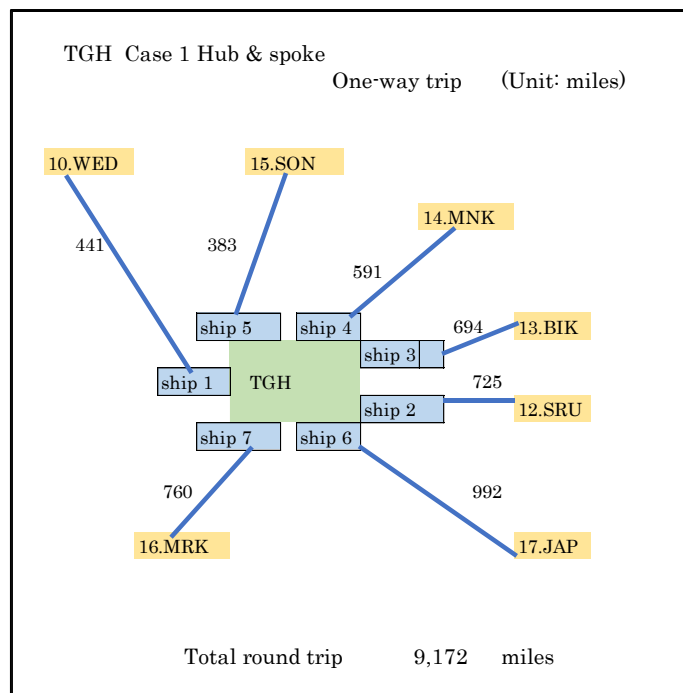 TGH Case 1 Hub & spoke
One-way trip (Unit: miles)
10.WED
15.SON
14.MNK
441
383
591
13.BIK
694
ship 5
ship 4
ship 3
725
ship 1
TGH
ship 2
12.SRU
ship 7
ship 6
760
992
16.MRK
17.JAP
Total round trip 9,172 miles